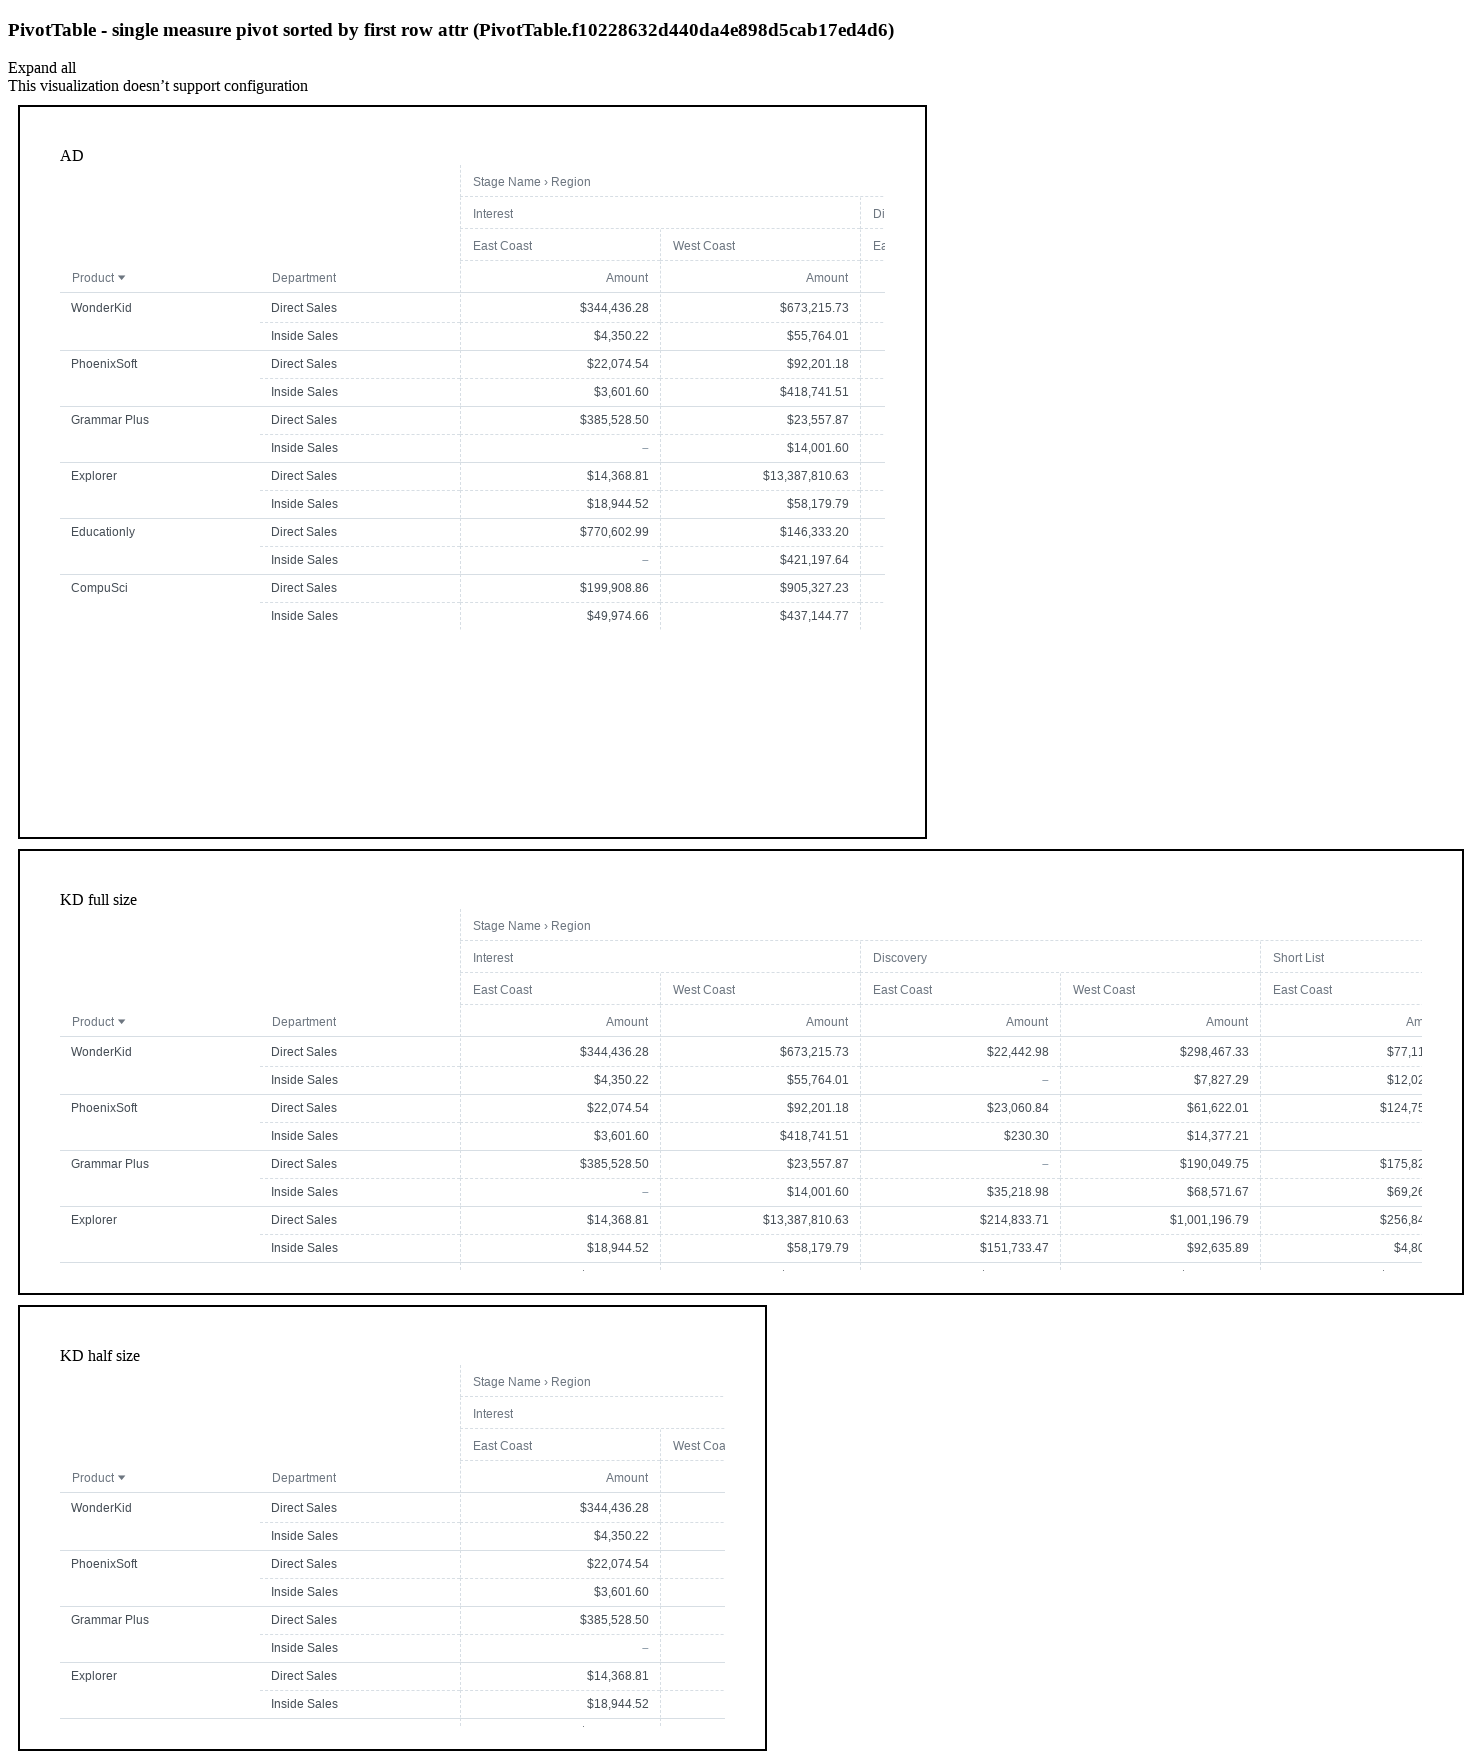 PivotTable - single measure pivot sorted by first row attr (PivotTable.f10228632d440da4e898d5cab17ed4d6)
Expand all
This visualization doesn’t support configuration
AD
Stage Name › Region
Interest Di
East Coast West Coast Ea
Product Department Amount Amount
WonderKid Direct Sales $344,436.28 $673,215.73
Inside Sales $4,350.22 $55,764.01
PhoenixSoft Direct Sales $22,074.54 $92,201.18
Inside Sales $3,601.60 $418,741.51
Grammar Plus Direct Sales $385,528.50 $23,557.87
Inside Sales – $14,001.60
Explorer Direct Sales $14,368.81 $13,387,810.63
Inside Sales $18,944.52 $58,179.79
Educationly Direct Sales $770,602.99 $146,333.20
Inside Sales – $421,197.64
CompuSci Direct Sales $199,908.86 $905,327.23
Inside Sales $49,974.66 $437,144.77
KD full size
Stage Name › Region
Interest Discovery Short List
East Coast West Coast East Coast West Coast East Coast
Product Department Amount Amount Amount Amount Am
WonderKid Direct Sales $344,436.28 $673,215.73 $22,442.98 $298,467.33 $77,11
Inside Sales $4,350.22 $55,764.01 – $7,827.29 $12,02
PhoenixSoft Direct Sales $22,074.54 $92,201.18 $23,060.84 $61,622.01 $124,75
Inside Sales $3,601.60 $418,741.51 $230.30 $14,377.21
Grammar Plus Direct Sales $385,528.50 $23,557.87 – $190,049.75 $175,82
Inside Sales – $14,001.60 $35,218.98 $68,571.67 $69,26
Explorer Direct Sales $14,368.81 $13,387,810.63 $214,833.71 $1,001,196.79 $256,84
Inside Sales $18,944.52 $58,179.79 $151,733.47 $92,635.89 $4,80
KD half size
Stage Name › Region
Interest
East Coast West Coa
Product Department Amount
WonderKid Direct Sales $344,436.28
Inside Sales $4,350.22
PhoenixSoft Direct Sales $22,074.54
Inside Sales $3,601.60
Grammar Plus Direct Sales $385,528.50
Inside Sales –
Explorer Direct Sales $14,368.81
Inside Sales $18,944.52